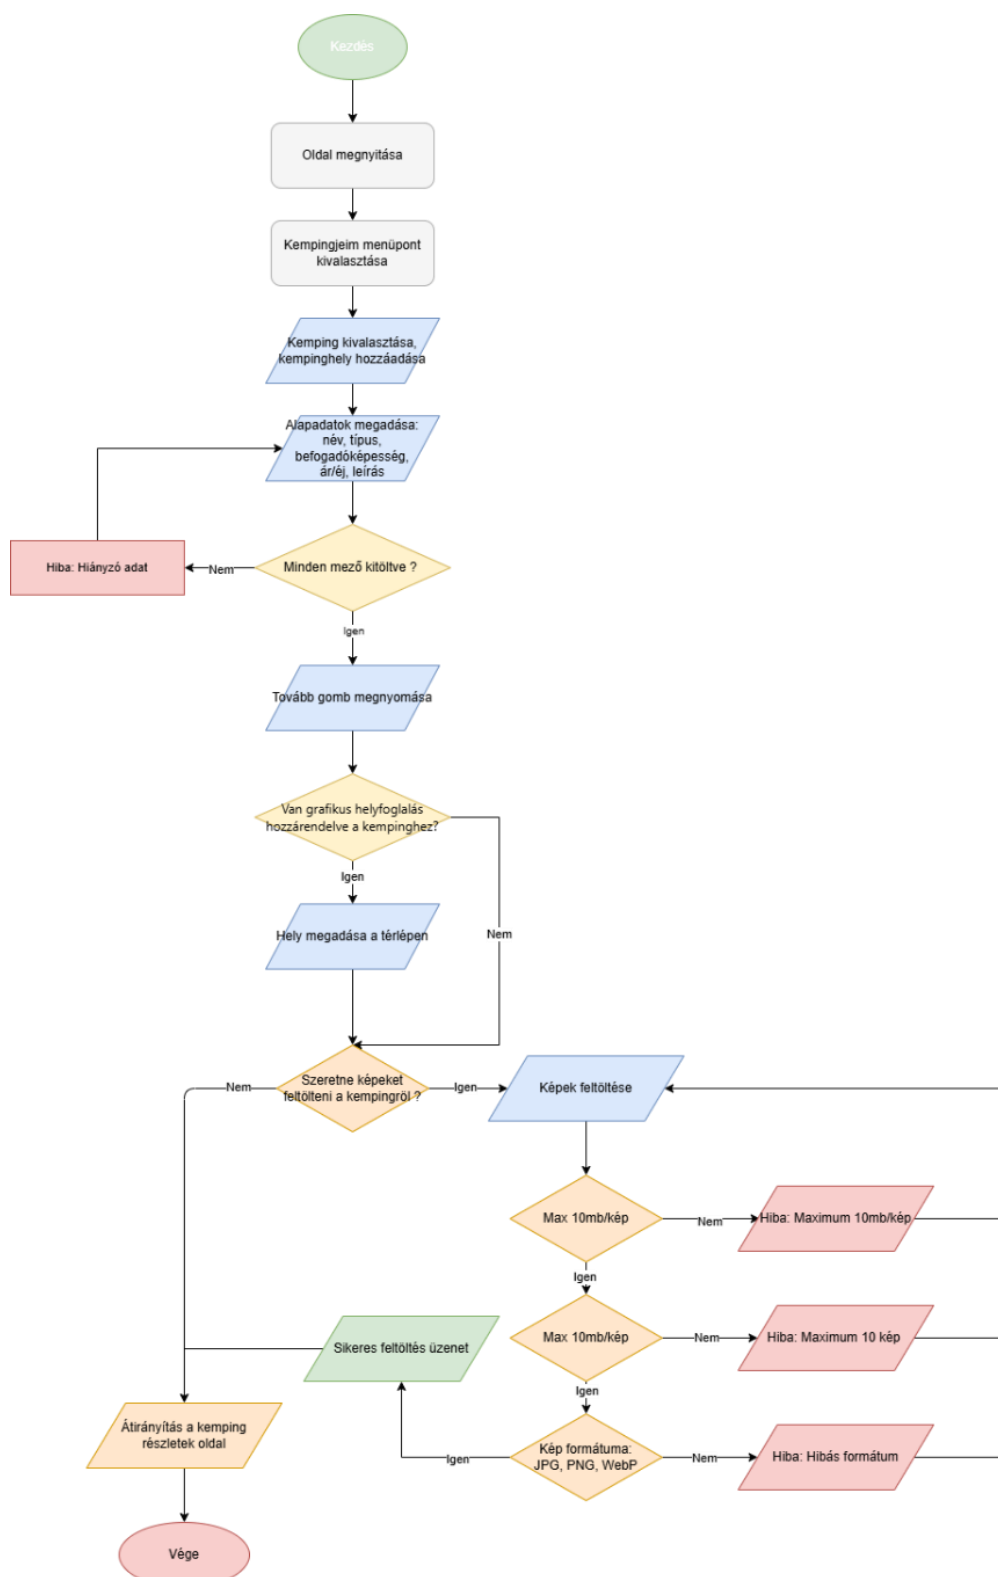 Kezdés
Oldal megnyitása
Kempingjeim menüpont
kivalasztása
Kemping kivalasztása,
kempinghely hozzáadása
Alapadatok megadása:
név, típus,
befogadóképesség,
ár/éj, leírás
Hiba: Hiányzó adat
Nem
Minden mező kitöltve ?
Igen
Tovább gomb megnyomása
Van grafikus helyfoglalás
hozzárendelve a kempinghez?
Igen
Hely megadása a térlépen
Nem
Nem
Szeretne képeket
feltölteni a kempingröl ?
Igen
Képek feltöltése
Max 10mb/kép
Nem
Hiba: Maximum 10mb/kép
Igen
Max 10mb/kép
Nem
Hiba: Maximum 10 kép
Sikeres feltöltés üzenet
Igen
Kép formátuma:
JPG, PNG, WebP
Igen
Nem
Hiba: Hibás formátum
Átirányítás a kemping
részletek oldal
Vége